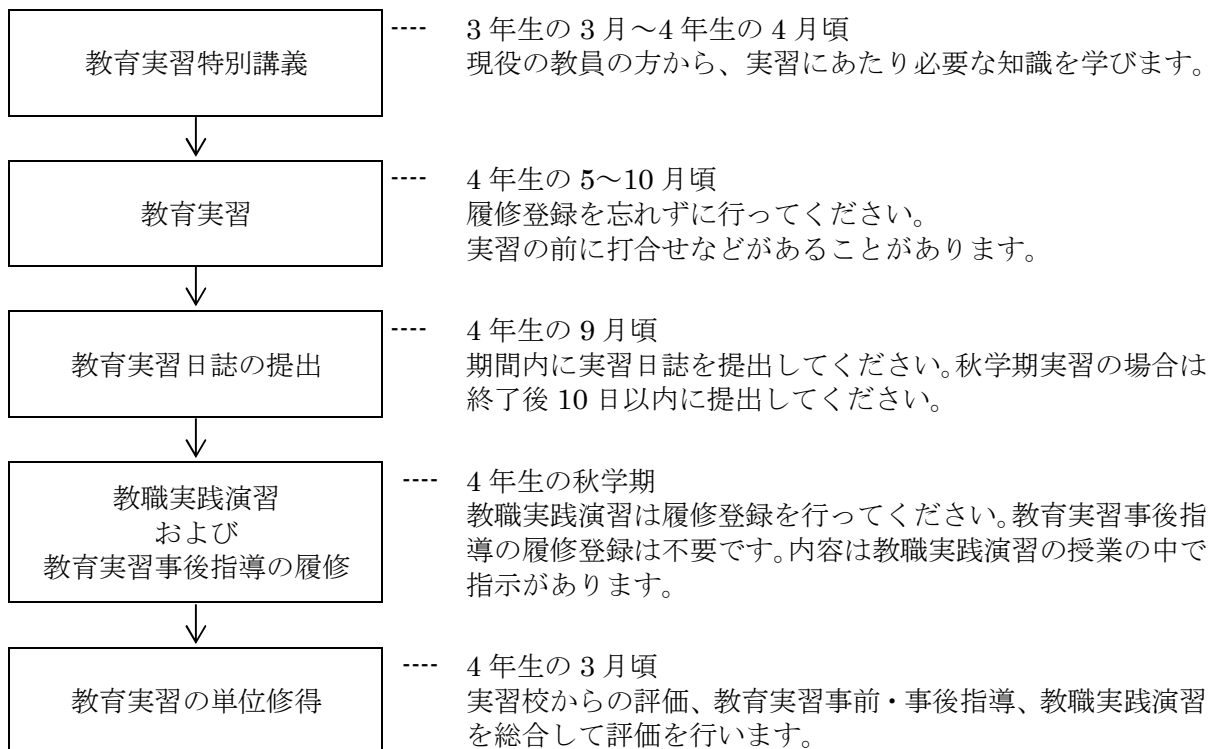 教育実習特別講義
---- 3 年生の 3 月～4 年生の 4 月頃
現役の教員の方から、実習にあたり必要な知識を学びます。
教育実習
---- 4 年生の 5～10 月頃
履修登録を忘れずに行ってください。
実習の前に打合せなどがあることがあります。
教育実習日誌の提出
---- 4 年生の 9 月頃
期間内に実習日誌を提出してください。秋学期実習の場合は
終了後 10 日以内に提出してください。
教職実践演習
および
教育実習事後指導の履修
---- 4 年生の秋学期
教職実践演習は履修登録を行ってください。教育実習事後指
導の履修登録は不要です。内容は教職実践演習の授業の中で
指示があります。
教育実習の単位修得
---- 4 年生の 3 月頃
実習校からの評価、教育実習事前・事後指導、教職実践演習
を総合して評価を行います。